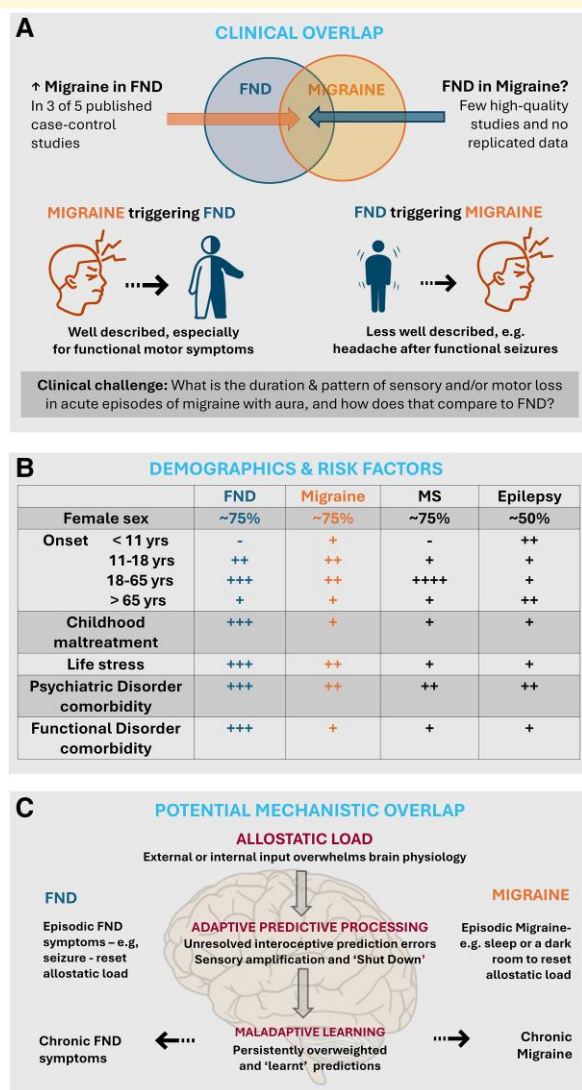 A
CLINICAL OVERLAP
↑ Migraine in FND
In 3 of 5 published
case-control
studies
FND
MIGRAINE
FND in Migraine?
Few high-quality
studies and no
replicated data
MIGRAINE triggering FND
Well described, especially
for functional motor symptoms
FND triggering MIGRAINE
Less well described, e.g.
headache after functional seizures
Clinical challenge: What is the duration & pattern of sensory and/or motor loss
in acute episodes of migraine with aura, and how does that compare to FND?
B
DEMOGRAPHICS & RISK FACTORS
FND Migraine MS Epilepsy
Female sex ~75% ~75% ~75% ~50%
Onset < 11 yrs - + - ++
11-18 yrs ++ ++ + +
18-65 yrs +++ ++ ++++ +
> 65 yrs + + + ++
Childhood
maltreatment +++ + + +
Life stress +++ ++ + +
Psychiatric Disorder
comorbidity +++ ++ ++ ++
Functional Disorder
comorbidity +++ + + +
C
POTENTIAL MECHANISTIC OVERLAP
ALLOSTATIC LOAD
External or internal input overwhelms brain physiology
FND
Episodic FND
symptoms – e.g,
seizure - reset
allostatic load
ADAPTIVE PREDICTIVE PROCESSING
Unresolved interoceptive prediction errors
Sensory amplification and ‘Shut Down’
MIGRAINE
Episodic Migraine-
e.g. sleep or a dark
room to reset
allostatic load
Chronic FND
symptoms
MALADAPTIVE LEARNING
Persistently overweighted
and ‘learnt’ predictions
Chronic
Migraine